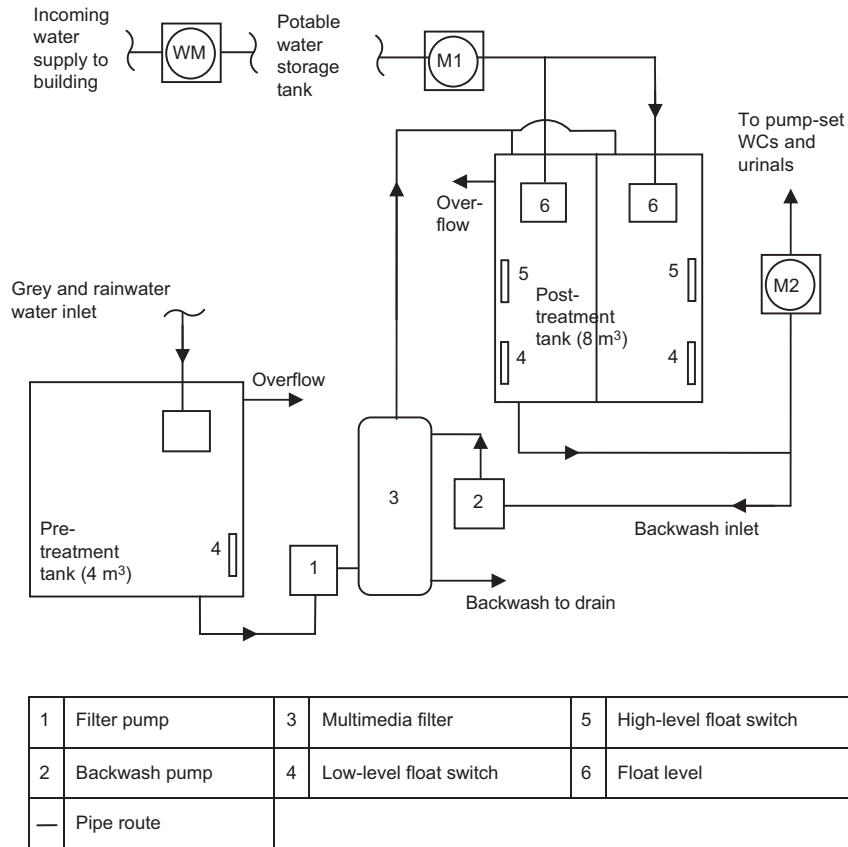 Incoming
water
supply to
building
WM
Potable
water
storage
tank
M1
To pump-set
WCs and
urinals
6
6
Over-
flow
5
5
M2
Post-
treatment
tank (8 m³)
4
4
Grey and rainwater
water inlet
Overflow
3
2
Backwash inlet
Pre-
treatment
tank (4 m³)
4
1
Backwash to drain
1 Filter pump 3 Multimedia filter 5 High-level float switch
2 Backwash pump 4 Low-level float switch 6 Float level
— Pipe route